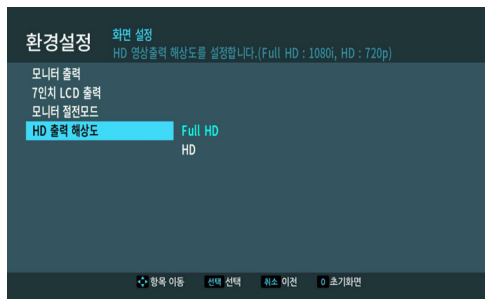 환경설정
화면 설정
HD 영상출력 해상도를 설정합니다.(Full HD : 1080i, HD : 720p)
모니터 출력
7인치 LCD 출력
모니터 절전모드
HD 출력 해상도 Full HD
HD
항목 이동 선택 선택 취소 이전 0 초기화면